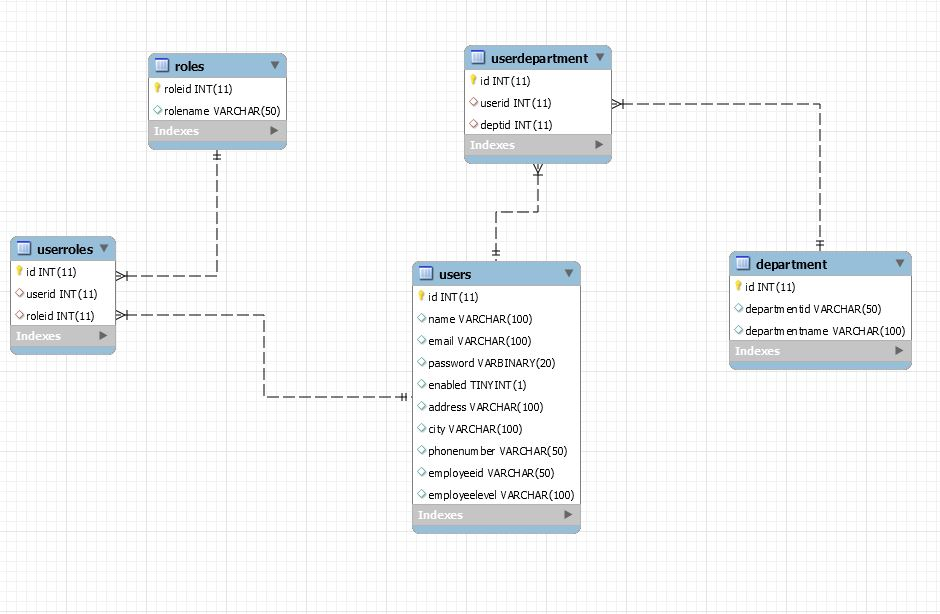 roles
roleid INT(11)
rolename VARCHAR(50)
Indexes
userdepartment
id INT(11)
userid INT(11)
deptid INT(11)
Indexes
userroles
id INT(11)
userid INT(11)
roleid INT(11)
Indexes
users
id INT(11)
name VARCHAR(100)
email VARCHAR(100)
password VARBINARY(20)
enabled TINYINT(1)
address VARCHAR(100)
city VARCHAR(100)
phonenumber VARCHAR(50)
employeeid VARCHAR(50)
employeelevel VARCHAR(100)
Indexes
department
id INT(11)
departmentid VARCHAR(50)
departmentname VARCHAR(100)
Indexes